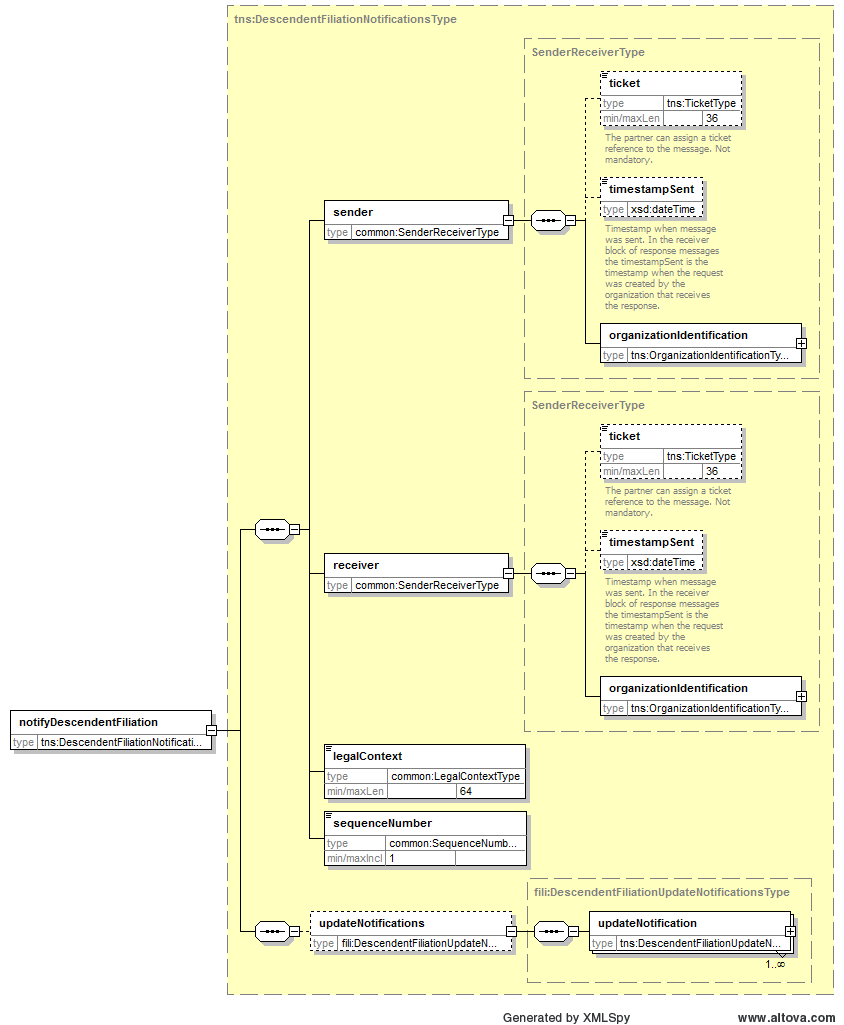 tns:DescendentFiliationNotificationsType
SenderReceiverType
ticket
type tns:TicketType
min/maxLen 36
The partner can assign a ticket
reference to the message. Not
mandatory.
timestampSent
type xsd:dateTime
Timestamp when message
was sent. In the receiver
block of response messages
the timestampSent is the
timestamp when the request
was created by the
organization that receives
the response.
organizationIdentification
type tns:OrganizationIdentificationTy...
sender
type common:SenderReceiverType
SenderReceiverType
ticket
type tns:TicketType
min/maxLen 36
The partner can assign a ticket
reference to the message. Not
mandatory.
timestampSent
type xsd:dateTime
Timestamp when message
was sent. In the receiver
block of response messages
the timestampSent is the
timestamp when the request
was created by the
organization that receives
the response.
organizationIdentification
type tns:OrganizationIdentificationTy...
receiver
type common:SenderReceiverType
notifyDescendentFiliation
type tns:DescendentFiliationNotificati...
legalContext
type common:LegalContextType
min/maxLen 64
sequenceNumber
type common:SequenceNumb...
min/maxIncl 1
fili:DescendentFiliationUpdateNotificationsType
updateNotifications
type fili:DescendentFiliationUpdateN...
updateNotification
type tns:DescendentFiliationUpdateN...
1..∞
Generated by XMLSpy
www.altova.com